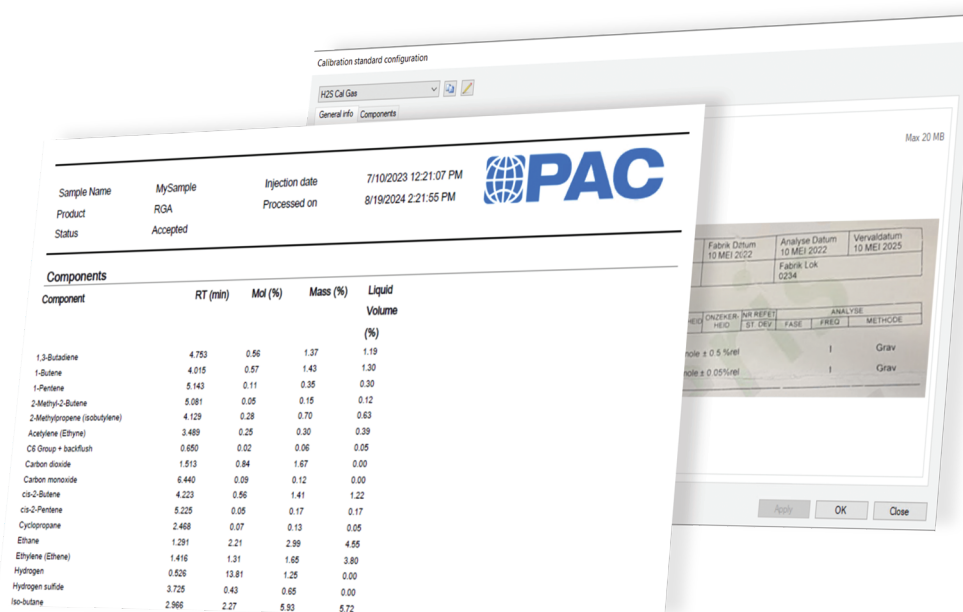 Calibration standard configuration
H2S Cal Gas
General info Components
Max 20 MB
Fabrik Datum Analyse Datum Vervaldatum
10 MEI 2022 10 MEI 2022 10 MEI 2025
Fabrik Lok
0234
ONZEKER- NR REFET ANALYSE
HEID HEID ST. DEV FASE FREQ METHODE
± 0.5 %rel I Grav
± 0.05%rel I Grav
Apply OK Close
PAC
Sample Name MySample Injection date 7/10/2023 12:21:07 PM
Product RGA Processed on 8/19/2024 2:21:55 PM
Status Accepted
Components
Component RT (min) Mol (%) Mass (%) Liquid
Volume
(%)
1,3-Butadiene 4.753 0.56 1.37 1.19
1-Butene 4.015 0.57 1.43 1.30
1-Pentene 5.143 0.11 0.35 0.30
2-Methyl-2-Butene 5.081 0.05 0.15 0.12
2-Methylpropene (isobutylene) 4.129 0.28 0.70 0.63
Acetylene (Ethyne) 3.489 0.25 0.30 0.39
C6 Group + backflush 0.650 0.02 0.06 0.05
Carbon dioxide 1.513 0.84 1.67 0.00
Carbon monoxide 6.440 0.09 0.12 0.00
cis-2-Butene 4.223 0.56 1.41 1.22
cis-2-Pentene 5.225 0.05 0.17 0.17
Cyclopropane 2.468 0.07 0.13 0.05
Ethane 1.291 2.21 2.99 4.55
Ethylene (Ethene) 1.416 1.31 1.65 3.80
Hydrogen 0.526 13.81 1.25 0.00
Hydrogen sulfide 3.725 0.43 0.65 0.00
Iso-butane 2.966 2.27 5.93 5.72